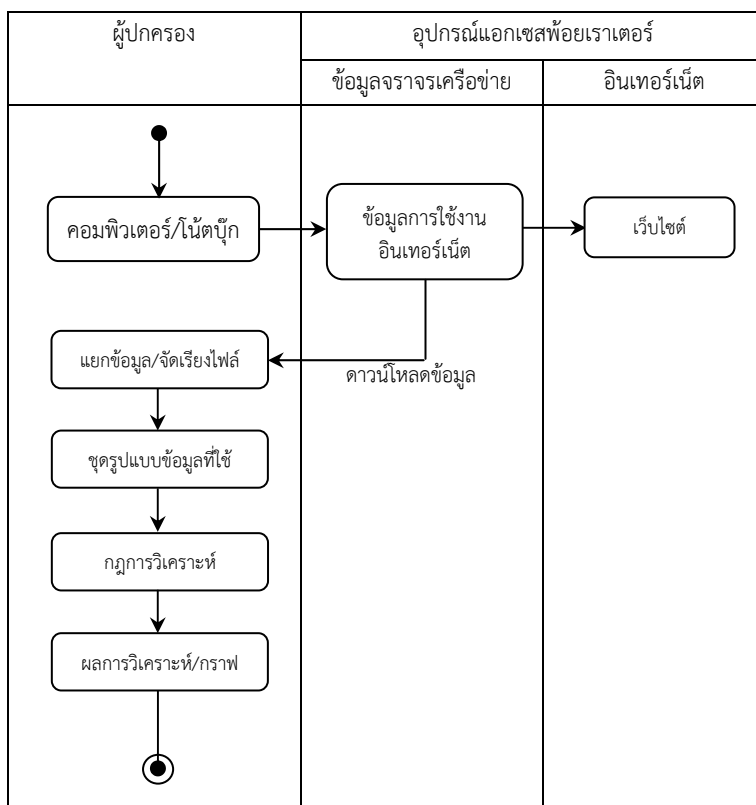 ผู้ปกครอง
อุปกรณ์แอกเซสพ้อยเราเตอร์
ข้อมูลจราจรเครือข่าย
อินเทอร์เน็ต
คอมพิวเตอร์/โน้ตบุ๊ก
ข้อมูลการใช้งาน
อินเทอร์เน็ต
เว็บไซต์
แยกข้อมูล/จัดเรียงไฟล์
ดาวน์โหลดข้อมูล
ชุดรูปแบบข้อมูลที่ใช้
กฎการวิเคราะห์
ผลการวิเคราะห์/กราฟ